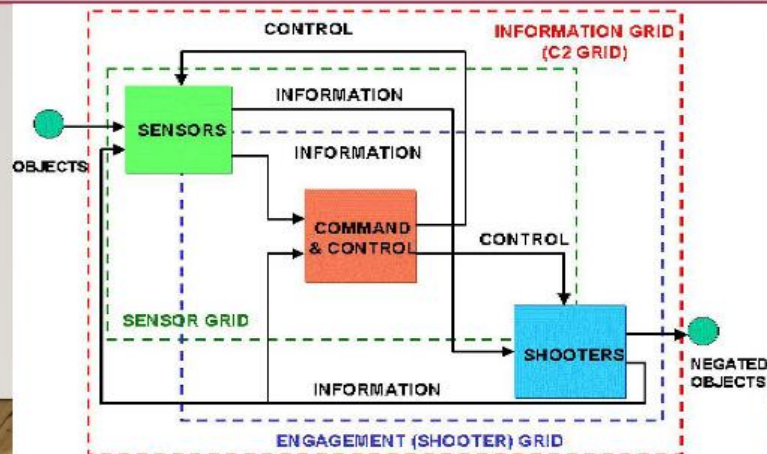 CONTROL
INFORMATION GRID
(C2 GRID)
INFORMATION
SENSORS
INFORMATION
OBJECTS
COMMAND
& CONTROL
CONTROL
SENSOR GRID
SHOOTERS
NEGATED
OBJECTS
INFORMATION
ENGAGEMENT (SHOOTER) GRID